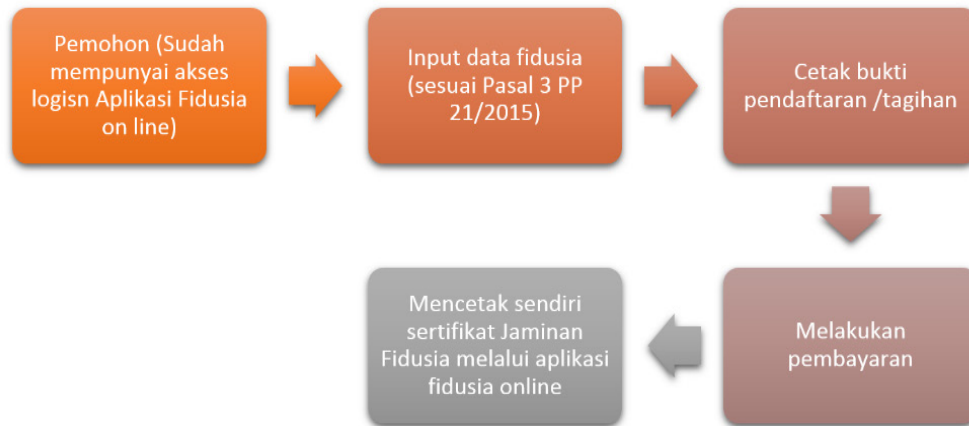 Pemohon (Sudah
mempunyai akses
logisn Aplikasi Fidusia
on line)
Input data fidusia
(sesuai Pasal 3 PP
21/2015)
Cetak bukti
pendaftaran /tagihan
Melakukan
pembayaran
Mencetak sendiri
sertifikat Jaminan
Fidusia melalui aplikasi
fidusia online